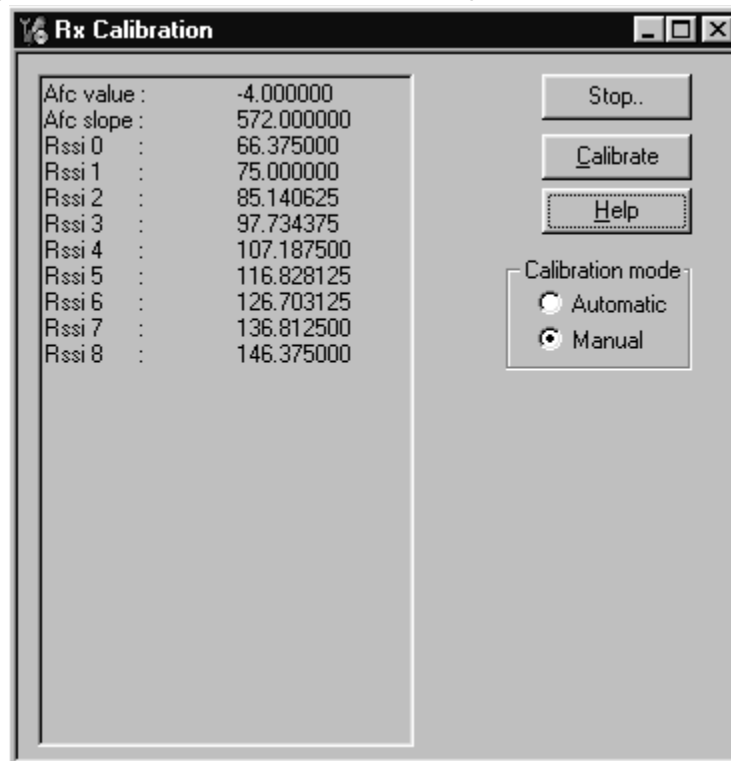 Rx Calibration
Afc value : -4.000000
Afc slope : 572.000000
Rssi 0 : 66.375000
Rssi 1 : 75.000000
Rssi 2 : 85.140625
Rssi 3 : 97.734375
Rssi 4 : 107.187500
Rssi 5 : 116.828125
Rssi 6 : 126.703125
Rssi 7 : 136.812500
Rssi 8 : 146.375000
Stop..
Calibrate
Help
Calibration mode
Automatic
Manual